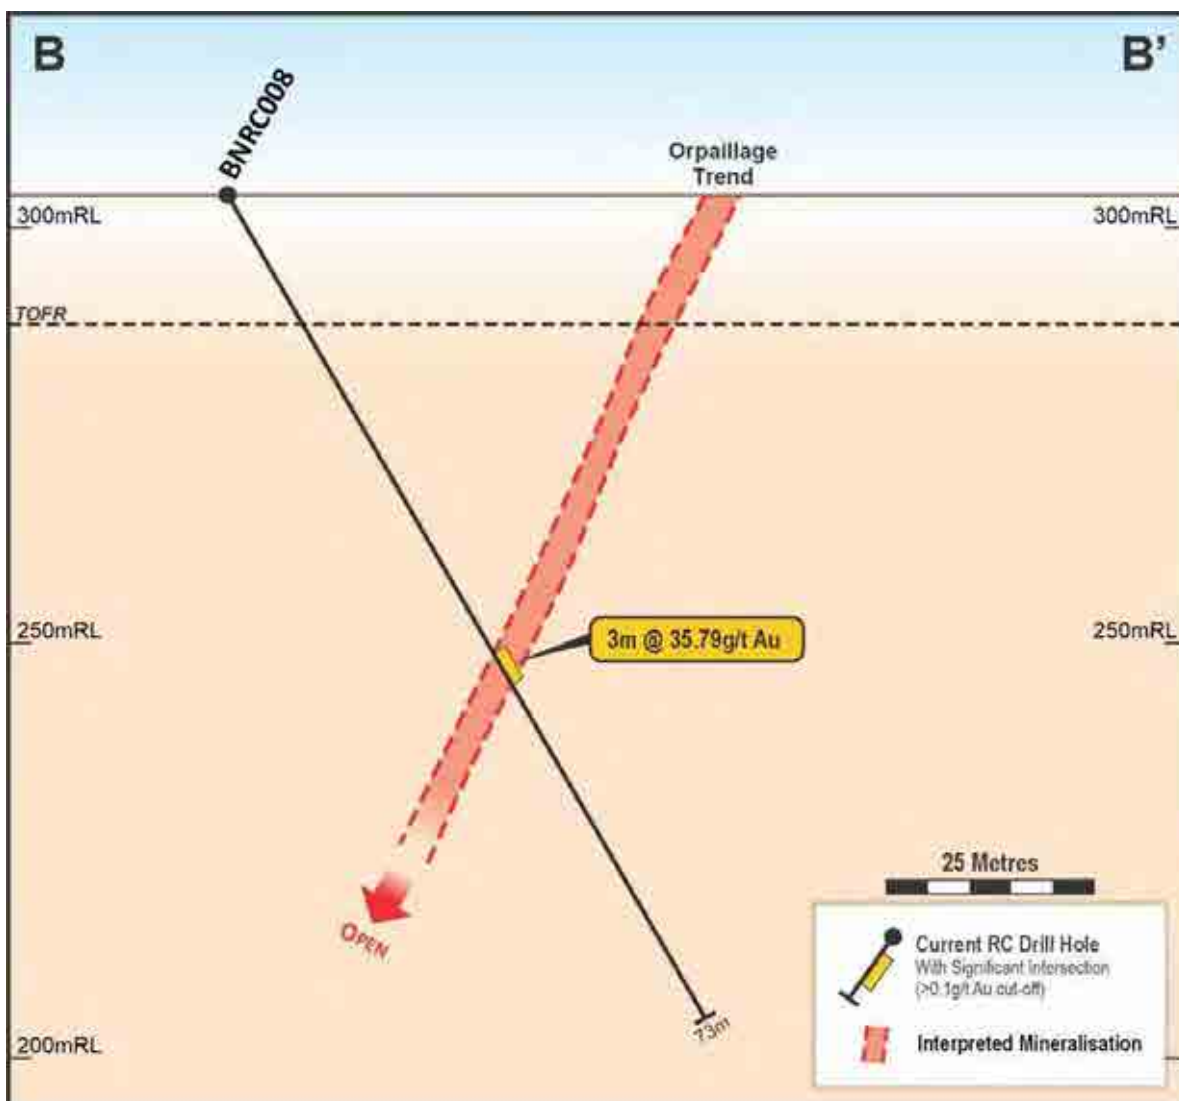 B
B’
BNRC008
Orpaillage
Trend
300mRL
300mRL
TOFR
250mRL
250mRL
3m @ 35.79g/t Au
25 Metres
OPEN
Current RC Drill Hole
With Significant Intersection
(>0.1g/t Au cut-off)
73m
Interpreted Mineralisation
200mRL